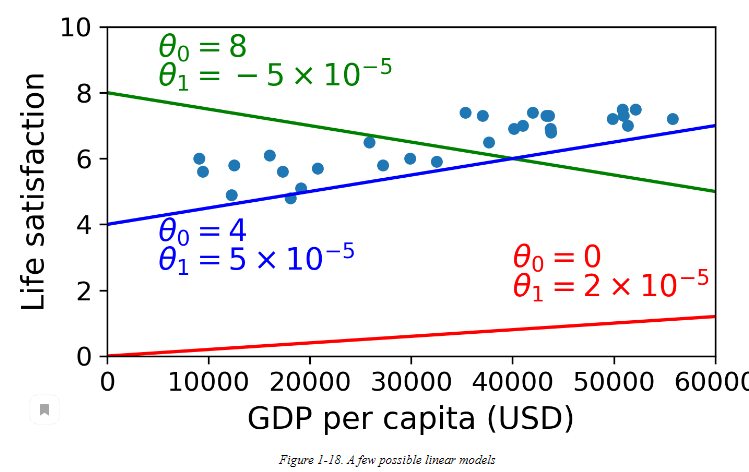 10
θ₀ = 8
θ₁ = − 5 × 10⁻⁵
8
6
4
θ₀ = 4
θ₁ = 5 × 10⁻⁵
θ₀ = 0
θ₁ = 2 × 10⁻⁵
2
0
Life satisfaction
0 10000 20000 30000 40000 50000 60000
GDP per capita (USD)
Figure 1-18. A few possible linear models